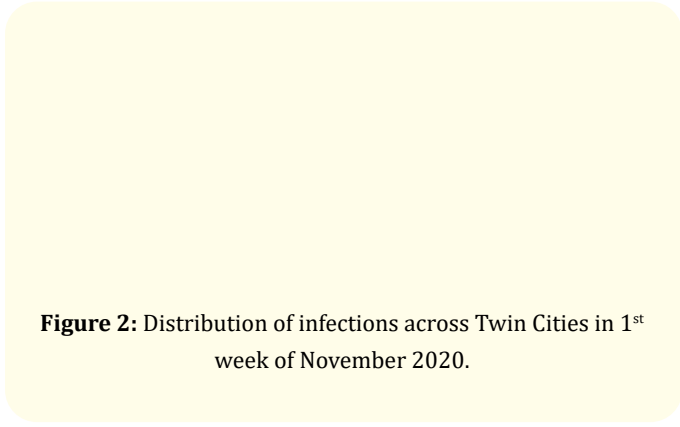 Figure 2: Distribution of infections across Twin Cities in 1st
week of November 2020.